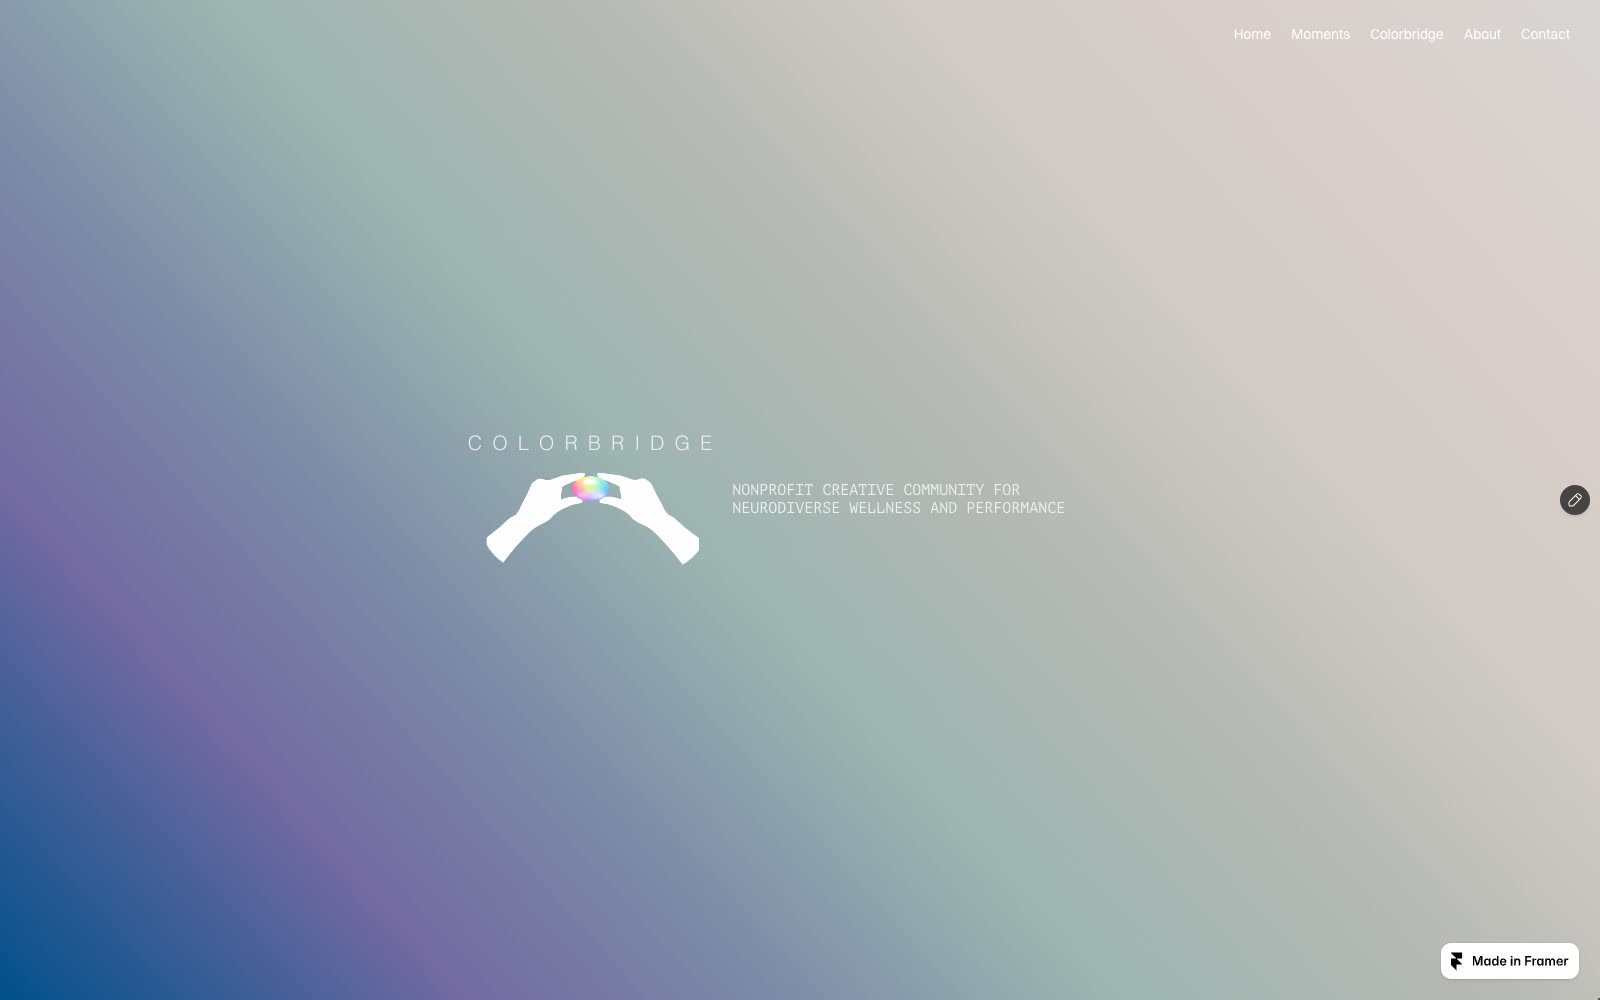 Home Moments Colorbridge About Contact
COLORBRIDGE
NONPROFIT CREATIVE COMMUNITY FOR
NEURODIVERSE WELLNESS AND PERFORMANCE
Made in Framer